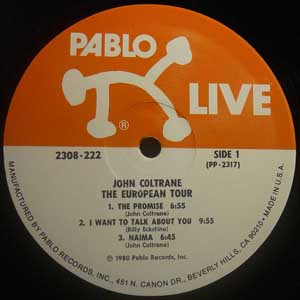 PABLO
LIVE
®
2308-222
SIDE 1
(PP-2317)
JOHN COLTRANE
THE EUROPEAN TOUR
1. THE PROMISE 6:55
(John Coltrane)
2. I WANT TO TALK ABOUT YOU 9:55
(Billy Eckstine)
3. NAIMA 6:45
(John Coltrane)
© 1980 Pablo Records, Inc.
MANUFACTURED BY PABLO RECORDS, INC., 451 N. CANON DR., BEVERLY HILLS, CA 90210 • MADE IN U.S.A.